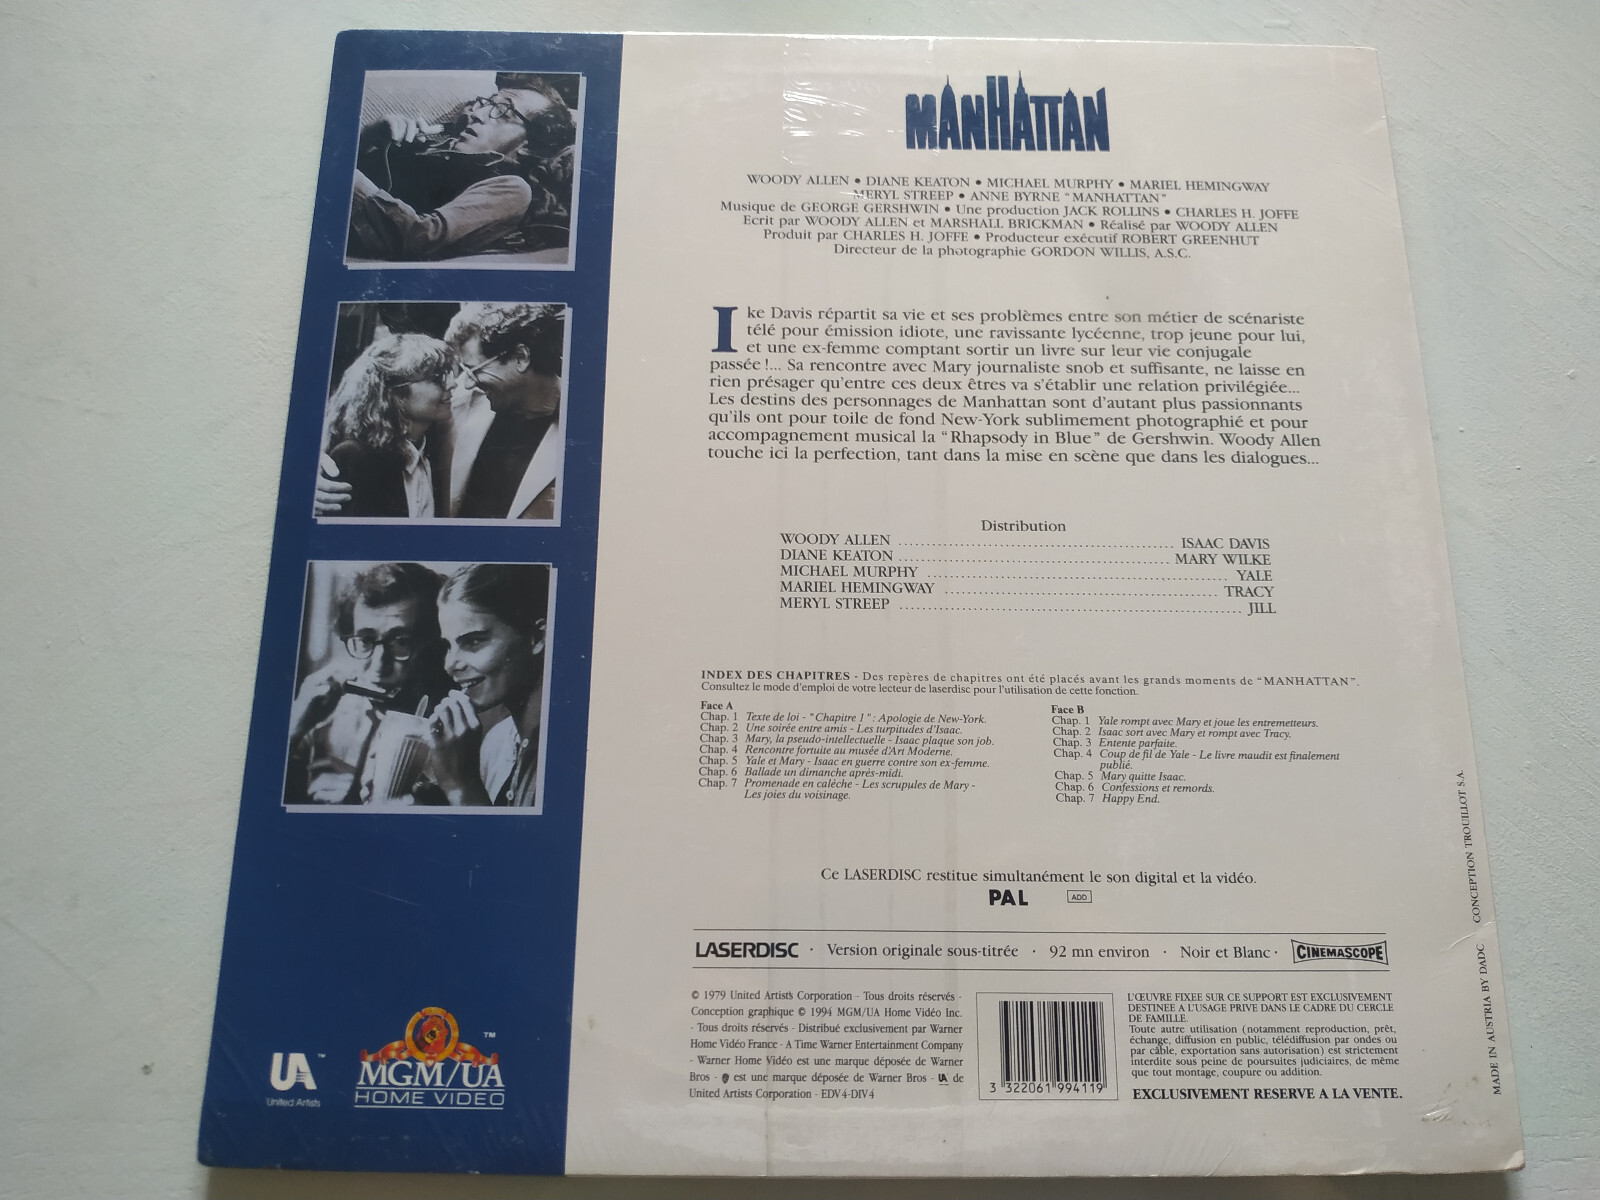 MANHATTAN
WOODY ALLEN • DIANE KEATON • MICHAEL MURPHY • MARIEL HEMINGWAY
MERYL STREEP • ANNE BYRNE "MANHATTAN"
Musique de GEORGE GERSHWIN • Une production JACK ROLLINS • CHARLES H. JOFFE
Ecrit par WOODY ALLEN et MARSHALL BRICKMAN • Réalisé par WOODY ALLEN
Produit par CHARLES H. JOFFE • Producteur exécutif ROBERT GREENHUT
Directeur de la photographie GORDON WILLIS, A.S.C.
Ike Davis répartit sa vie et ses problèmes entre son métier de scénariste
télé pour émission idiote, une ravissante lycéenne, trop jeune pour lui,
et une ex-femme comptant sortir un livre sur leur vie conjugale
passée !... Sa rencontre avec Mary journaliste snob et suffisante, ne laisse en
rien présager qu'entre ces deux êtres va s'établir une relation privilégiée...
Les destins des personnages de Manhattan sont d'autant plus passionnants
qu'ils ont pour toile de fond New-York sublimement photographié et pour
accompagnement musical la "Rhapsody in Blue" de Gershwin. Woody Allen
touche ici la perfection, tant dans la mise en scène que dans les dialogues...
Distribution
WOODY ALLEN ........ ISAAC DAVIS
DIANE KEATON ........ MARY WILKE
MICHAEL MURPHY ........ YALE
MARIEL HEMINGWAY ........ TRACY
MERYL STREEP ........ JILL
INDEX DES CHAPITRES - Des repères de chapitres ont été placés avant les grands moments de "MANHATTAN".
Consultez le mode d'emploi de votre lecteur de laserdisc pour l'utilisation de cette fonction.
Face A
Chap. 1 Texte de loi - "Chapitre 1" : Apologie de New-York.
Chap. 2 Une soirée entre amis - Les turpitudes d'Isaac.
Chap. 3 Mary, la pseudo-intellectuelle - Isaac plaque son job.
Chap. 4 Rencontre fortuite au musée d'Art Moderne.
Chap. 5 Yale et Mary - Isaac en guerre contre son ex-femme.
Chap. 6 Ballade un dimanche après-midi.
Chap. 7 Promenade en calèche - Les scrupules de Mary -
Les joies du voisinage.
Face B
Chap. 1 Yale rompt avec Mary et joue les entremetteurs.
Chap. 2 Isaac sort avec Mary et rompt avec Tracy.
Chap. 3 Entente parfaite.
Chap. 4 Coup de fil de Yale - Le livre maudit est finalement
publié.
Chap. 5 Mary quitte Isaac.
Chap. 6 Confessions et remords.
Chap. 7 Happy End.
Ce LASERDISC restitue simultanément le son digital et la vidéo.
PAL ADD
LASERDISC · Version originale sous-titrée · 92 mn environ · Noir et Blanc · CINEMASCOPE
© 1979 United Artists Corporation - Tous droits réservés -
Conception graphique © 1994 MGM/UA Home Vidéo Inc.
- Tous droits réservés - Distribué exclusivement par Warner
Home Vidéo France - A Time Warner Entertainment Company
- Warner Home Vidéo est une marque déposée de Warner
Bros - est une marque déposée de Warner Bros - UA de
United Artists Corporation - EDV4-DIV4
3 322061 994119
L'ŒUVRE FIXEE SUR CE SUPPORT EST EXCLUSIVEMENT
DESTINEE A L'USAGE PRIVE DANS LE CADRE DU CERCLE
DE FAMILLE.
Toute autre utilisation (notamment reproduction, prêt,
échange, diffusion en public, télédiffusion par ondes ou
par câble, exportation sans autorisation) est strictement
interdite sous peine de poursuites judiciaires, de même
que tout montage, coupure ou addition.
EXCLUSIVEMENT RESERVE A LA VENTE.
UA™
United Artists
™
MGM/UA
HOME VIDEO
MADE IN AUSTRIA BY DADC CONCEPTION TROUILLOT S.A.